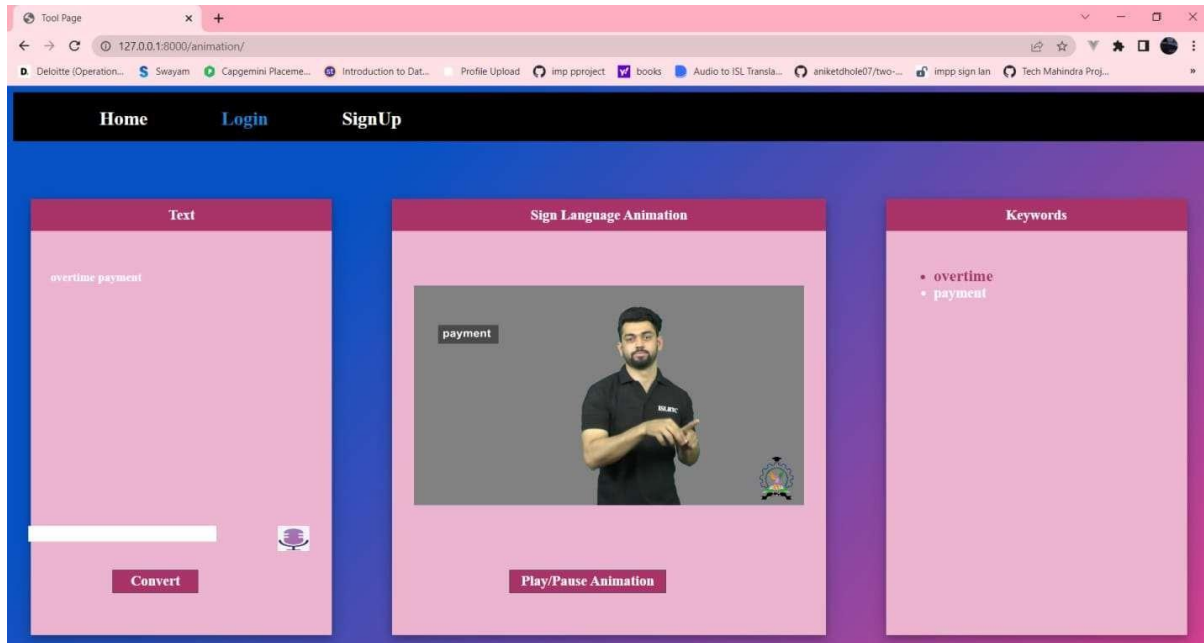 Tool Page
127.0.0.1:8000/animation/
Deloitte (Operation... Swayam Capgemini Placeme... Introduction to Dat... Profile Upload imp pproject books Audio to ISL Transla... aniketdhole07/two-... impp sign lan Tech Mahindra Proj...
Home Login SignUp
Text
overtime payment
Convert
Sign Language Animation
payment
Play/Pause Animation
Keywords
overtime
payment